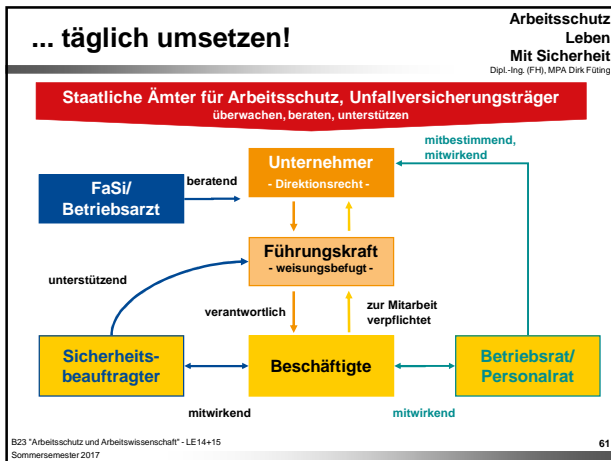 ... täglich umsetzen!
Arbeitsschutz
Leben
Mit Sicherheit
Dipl.-Ing. (FH), MPA Dirk Füting
Staatliche Ämter für Arbeitsschutz, Unfallversicherungsträger
überwachen, beraten, unterstützen
mitbestimmend,
mitwirkend
Unternehmer
- Direktionsrecht -
FaSi/
Betriebsarzt
beratend
Führungskraft
- weisungsbefugt -
unterstützend
verantwortlich
zur Mitarbeit
verpflichtet
Sicherheits-
beauftragter
Beschäftigte
Betriebsrat/
Personalrat
mitwirkend
mitwirkend
B23 "Arbeitsschutz und Arbeitswissenschaft" - LE14+15
Sommersemester 2017
61